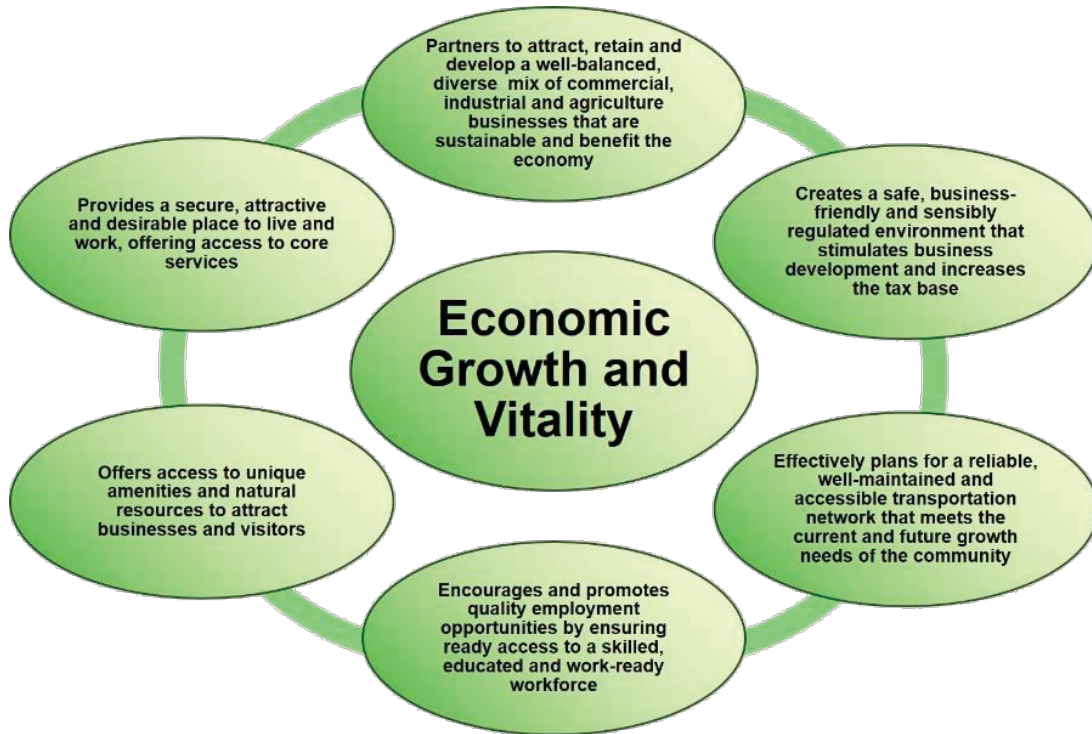 Partners to attract, retain and
develop a well-balanced,
diverse mix of commercial,
industrial and agriculture
businesses that are
sustainable and benefit the
economy
Creates a safe, business-
friendly and sensibly
regulated environment that
stimulates business
development and increases
the tax base
Effectively plans for a reliable,
well-maintained and
accessible transportation
network that meets the
current and future growth
needs of the community
Encourages and promotes
quality employment
opportunities by ensuring
ready access to a skilled,
educated and work-ready
workforce
Offers access to unique
amenities and natural
resources to attract
businesses and visitors
Provides a secure, attractive
and desirable place to live and
work, offering access to core
services
Economic
Growth and
Vitality